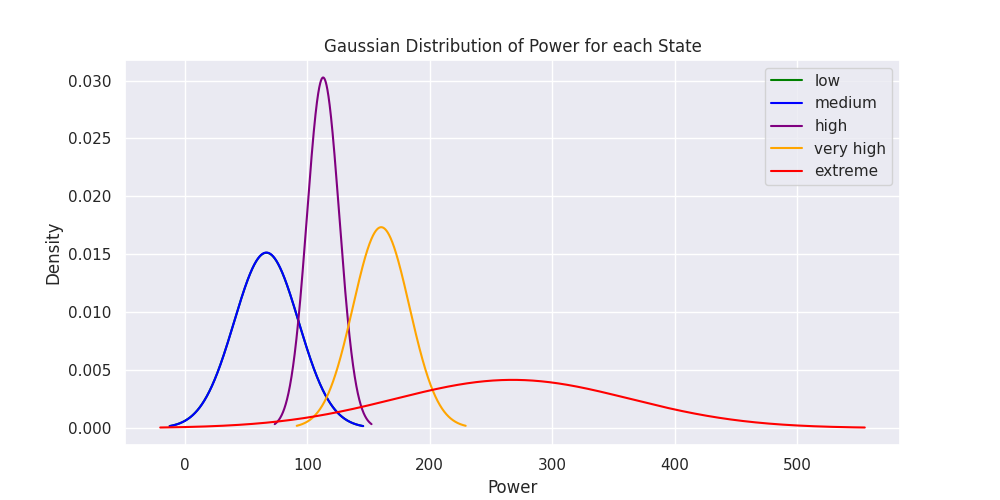 Gaussian Distribution of Power for each State
low
medium
high
very high
extreme
0.030
0.025
0.020
0.015
0.010
0.005
0.000
Density
0 100 200 300 400 500
Power